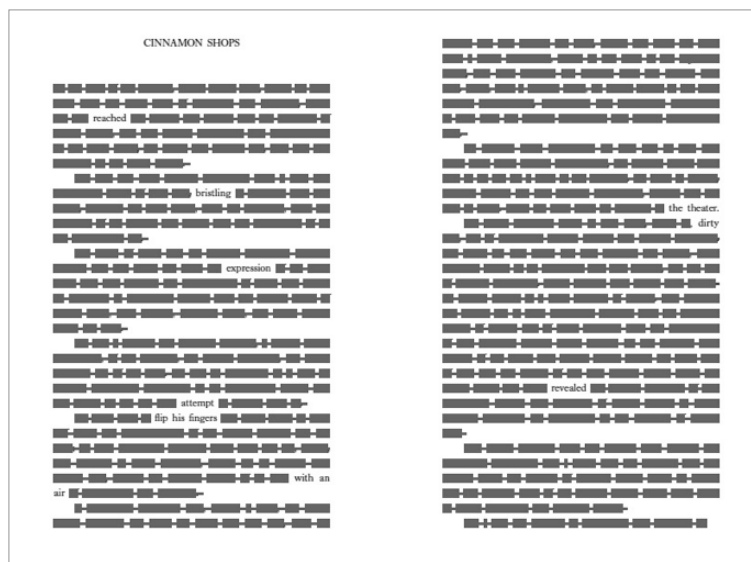 CINNAMON SHOPS
reached
bristling
expression
attempt
flip his fingers
with an
air
the theater.
dirty
revealed